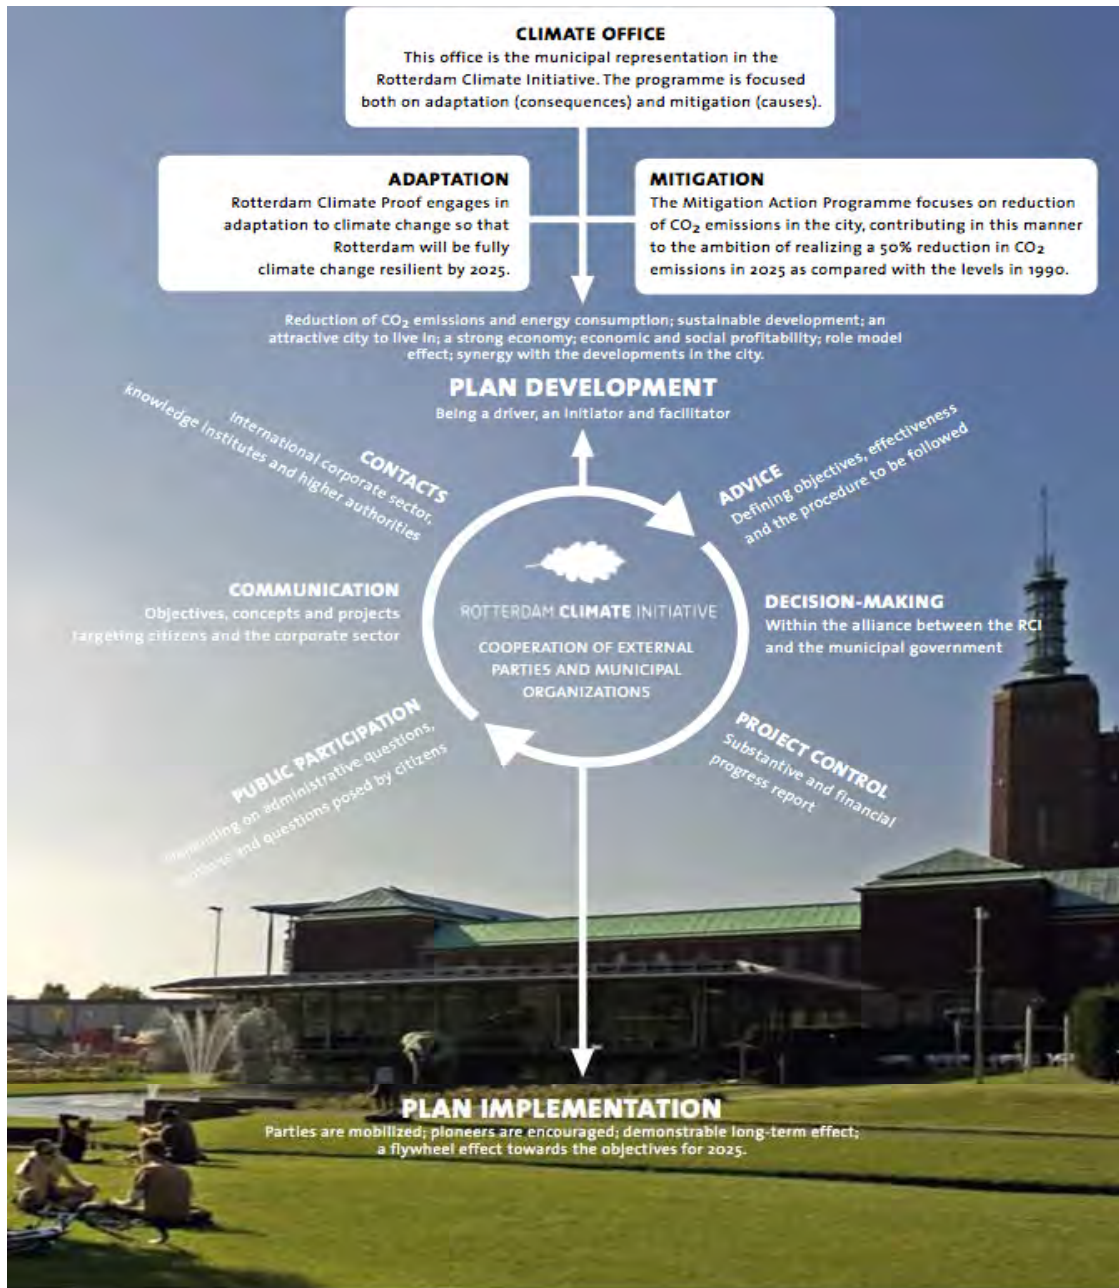 CLIMATE OFFICE
This office is the municipal representation in the
Rotterdam Climate Initiative. The programme is focused
both on adaptation (consequences) and mitigation (causes).
ADAPTATION
Rotterdam Climate Proof engages in
adaptation to climate change so that
Rotterdam will be fully
climate change resilient by 2025.
MITIGATION
The Mitigation Action Programme focuses on reduction
of CO₂ emissions in the city, contributing in this manner
to the ambition of realizing a 50% reduction in CO₂
emissions in 2025 as compared with the levels in 1990.
Reduction of CO₂ emissions and energy consumption; sustainable development; an
attractive city to live in; a strong economy; economic and social profitability; role model
effect; synergy with the developments in the city.
PLAN DEVELOPMENT
Being a driver, an initiator and facilitator
CONTACTS
International corporate sector,
knowledge institutes and higher authorities
ADVICE
Defining objectives, effectiveness
and the procedure to be followed
COMMUNICATION
Objectives, concepts and projects
targeting citizens and the corporate sector
ROTTERDAM.CLIMATE.INITIATIVE
COOPERATION OF EXTERNAL
PARTIES AND MUNICIPAL
ORGANIZATIONS
DECISION-MAKING
Within the alliance between the RCI
and the municipal government
PUBLIC PARTICIPATION
on administrative questions,
and questions posed by citizens
PROJECT CONTROL
Substantive and financial
progress report
PLAN IMPLEMENTATION
Parties are mobilized; pioneers are encouraged; demonstrable long-term effect;
a flywheel effect towards the objectives for 2025.